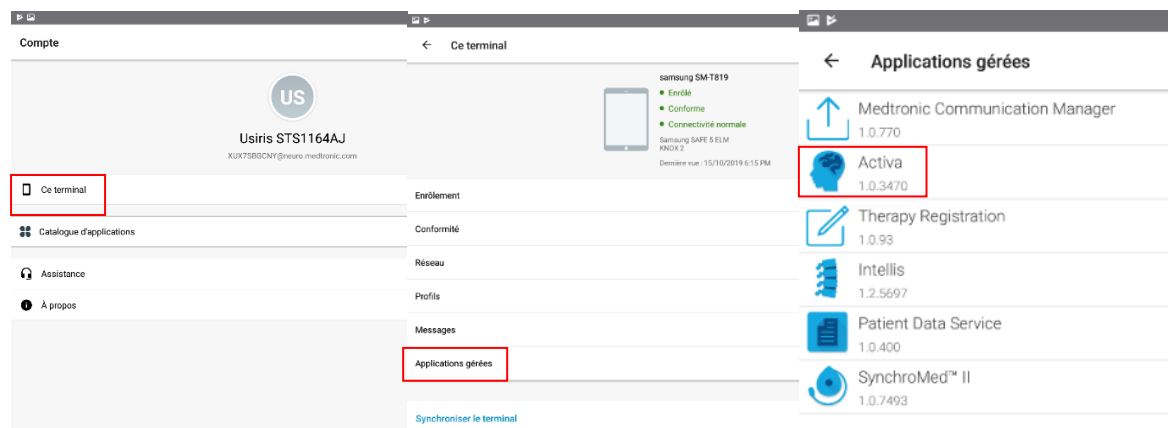 Compte
US
Usiris STS1164AJ
XUX7SBGCNY@neuro.medtronic.com
Ce terminal
Catalogue d'applications
Assistance
À propos
Ce terminal
samsung SM-T819
Enrôlé
Conforme
Connectivité normale
Samsung SAFE 5 ELM
KNOX 2
Dernière vue : 15/10/2019 6:15 PM
Enrôlement
Conformité
Réseau
Profils
Messages
Applications gérées
Synchroniser le terminal
Applications gérées
Medtronic Communication Manager
1.0.770
Activa
1.0.3470
Therapy Registration
1.0.93
Intellis
1.2.5697
Patient Data Service
1.0.400
SynchroMed™ II
1.0.7493